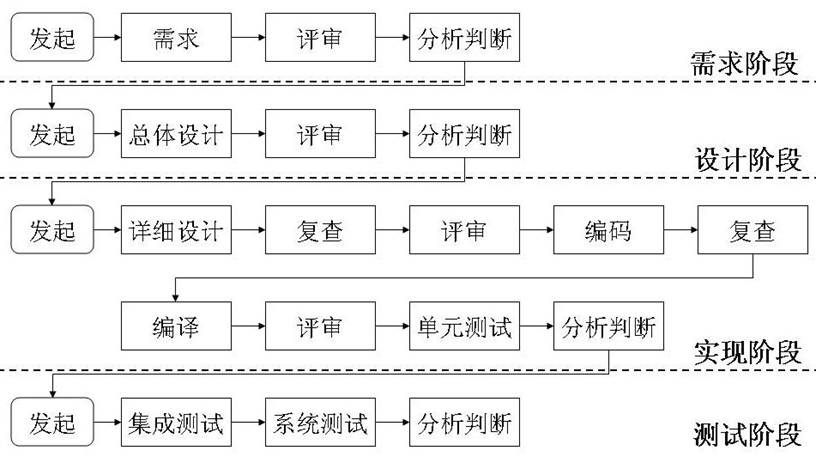 发起 需求 评审 分析判断
需求阶段
发起 总体设计 评审 分析判断
设计阶段
发起 详细设计 复查 评审 编码 复查
编译 评审 单元测试 分析判断
实现阶段
发起 集成测试 系统测试 分析判断
测试阶段